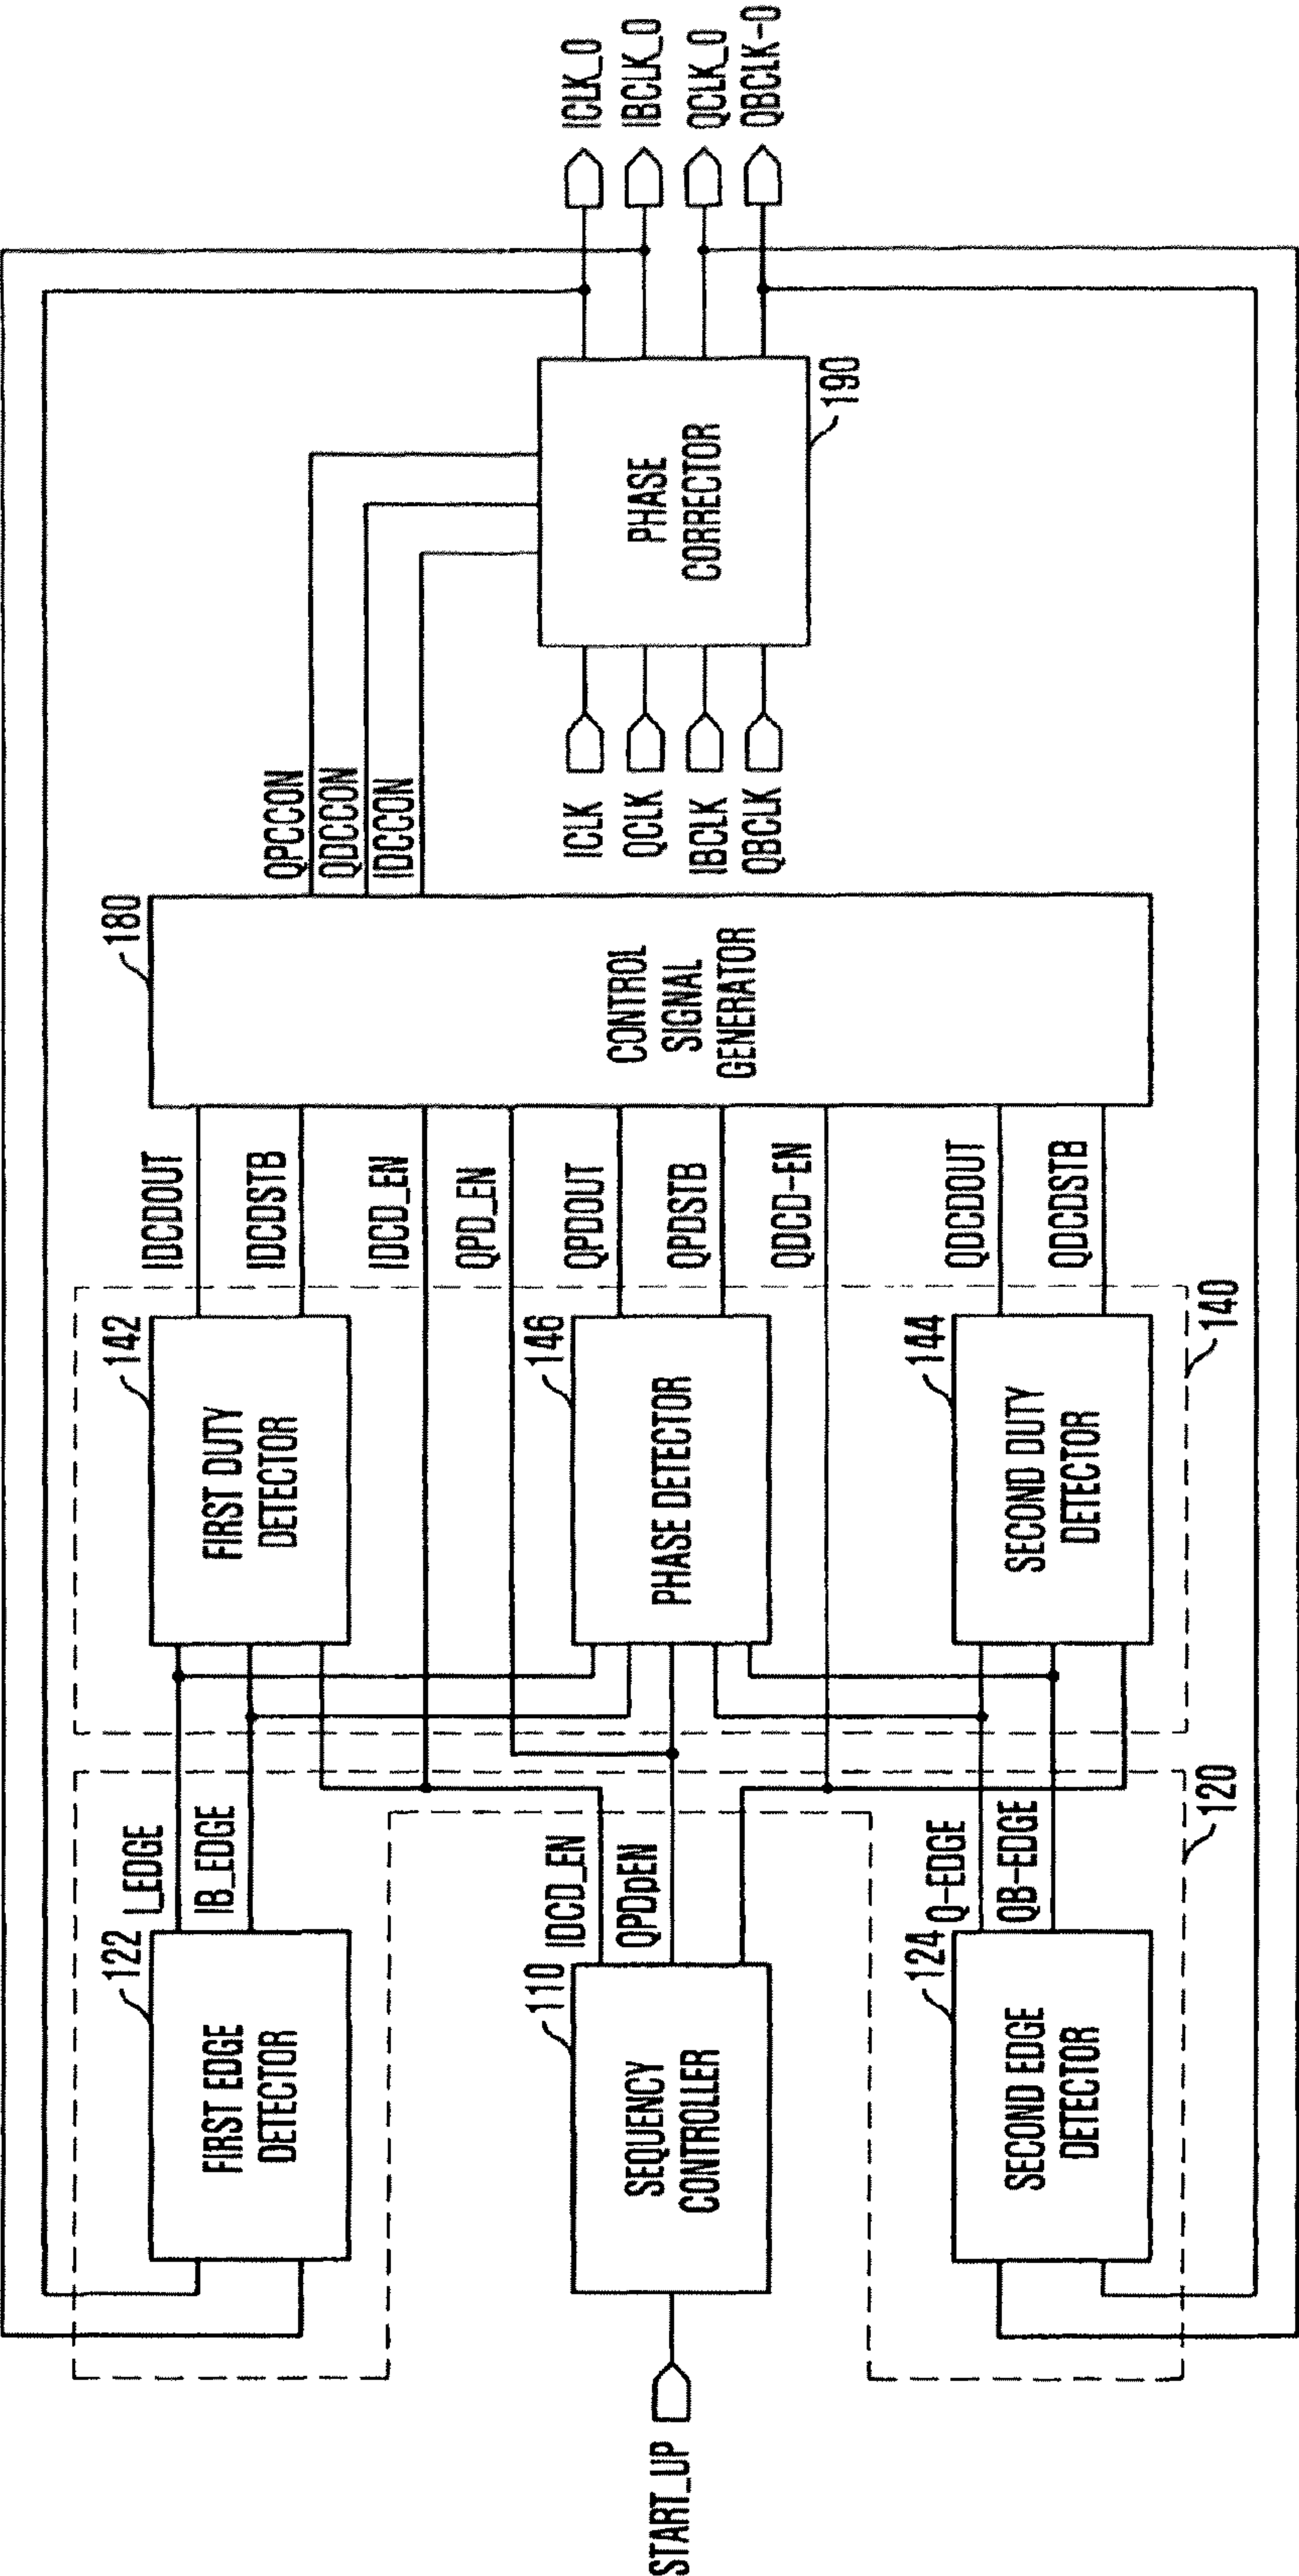 START_UP
FIRST EDGE
DETECTOR
122
SEQUENCY
CONTROLLER
110
SECOND EDGE
DETECTOR
124
I_EDGE
IB_EDGE
IDCD_EN
QPDpEN
Q-EDGE
QB-EDGE
120
FIRST DUTY
DETECTOR
142
PHASE DETECTOR
146
SECOND DUTY
DETECTOR
144
140
IDCDOUT
IDCDSTB
IDCD_EN
QPD_EN
QPDOUT
QPDSTB
QDCD-EN
QDCDOUT
QDCDSTB
CONTROL
SIGNAL
GENERATOR
180
QPCCON
QDCCON
IDCCON
ICLK
QCLK
IBCLK
QBCLK
PHASE
CORRECTOR
190
ICLK_O
IBCLK_O
QCLK_O
QBCLK-O